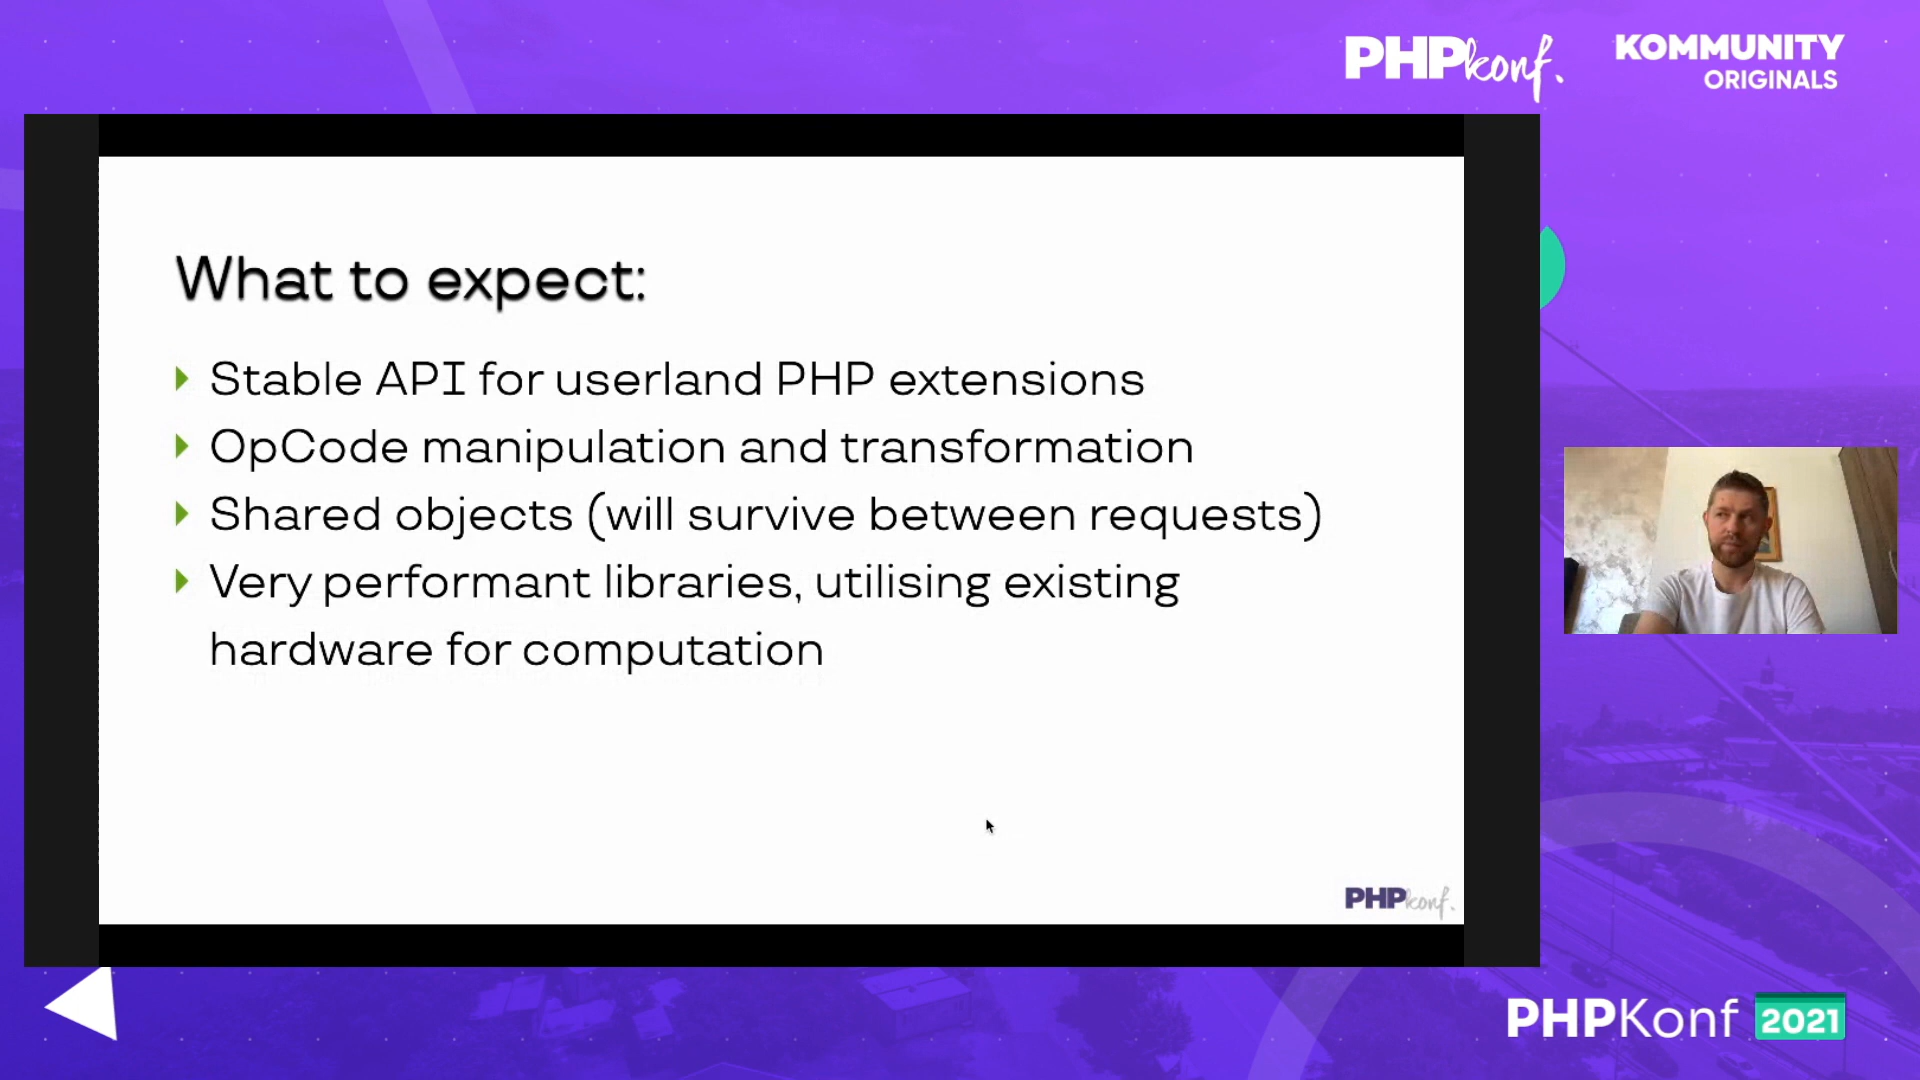 PHPkonf.
KOMMUNITY
ORIGINALS
What to expect:
Stable API for userland PHP extensions
OpCode manipulation and transformation
Shared objects (will survive between requests)
Very performant libraries, utilising existing
hardware for computation
PHPkonf.
PHPKonf 2021